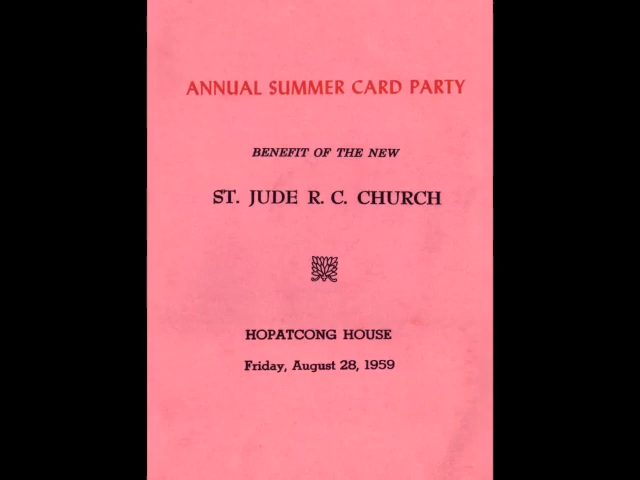 ANNUAL SUMMER CARD PARTY
BENEFIT OF THE NEW
ST. JUDE R. C. CHURCH
HOPATCONG HOUSE
Friday, August 28, 1959